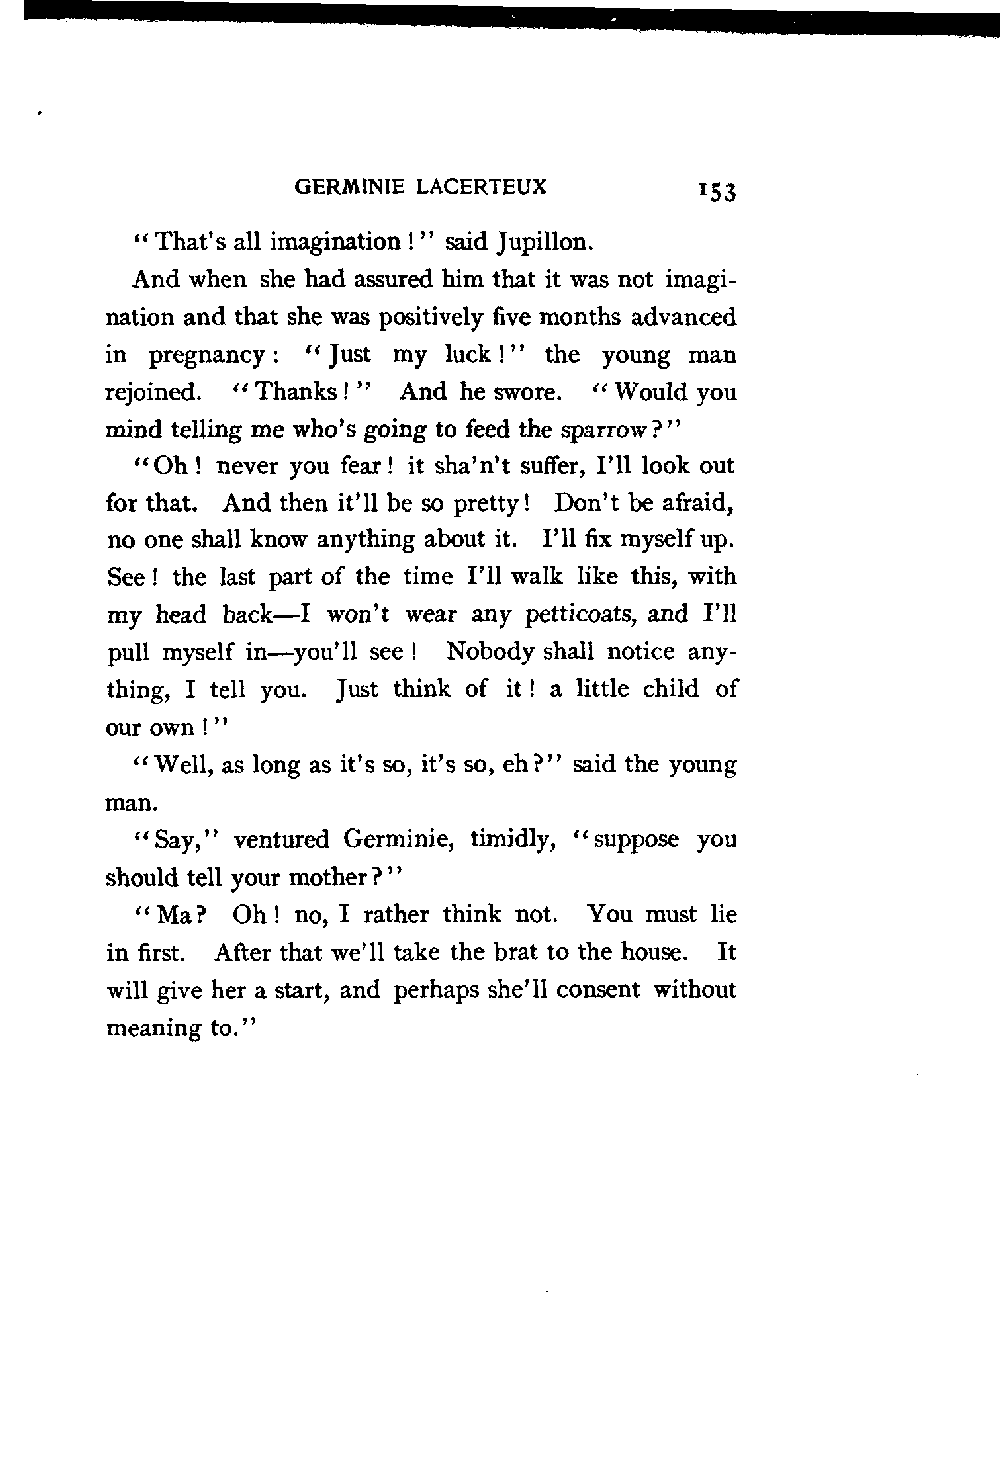 GERMINIE LACERTEUX 153
"That's all imagination!" said Jupillon.
And when she had assured him that it was not imagi-
nation and that she was positively five months advanced
in pregnancy: "Just my luck!" the young man
rejoined. "Thanks!" And he swore. "Would you
mind telling me who's going to feed the sparrow?"
"Oh! never you fear! it sha'n't suffer, I'll look out
for that. And then it'll be so pretty! Don't be afraid,
no one shall know anything about it. I'll fix myself up.
See! the last part of the time I'll walk like this, with
my head back—I won't wear any petticoats, and I'll
pull myself in—you'll see! Nobody shall notice any-
thing, I tell you. Just think of it! a little child of
our own!"
"Well, as long as it's so, it's so, eh?" said the young
man.
"Say," ventured Germinie, timidly, "suppose you
should tell your mother?"
"Ma? Oh! no, I rather think not. You must lie
in first. After that we'll take the brat to the house. It
will give her a start, and perhaps she'll consent without
meaning to."